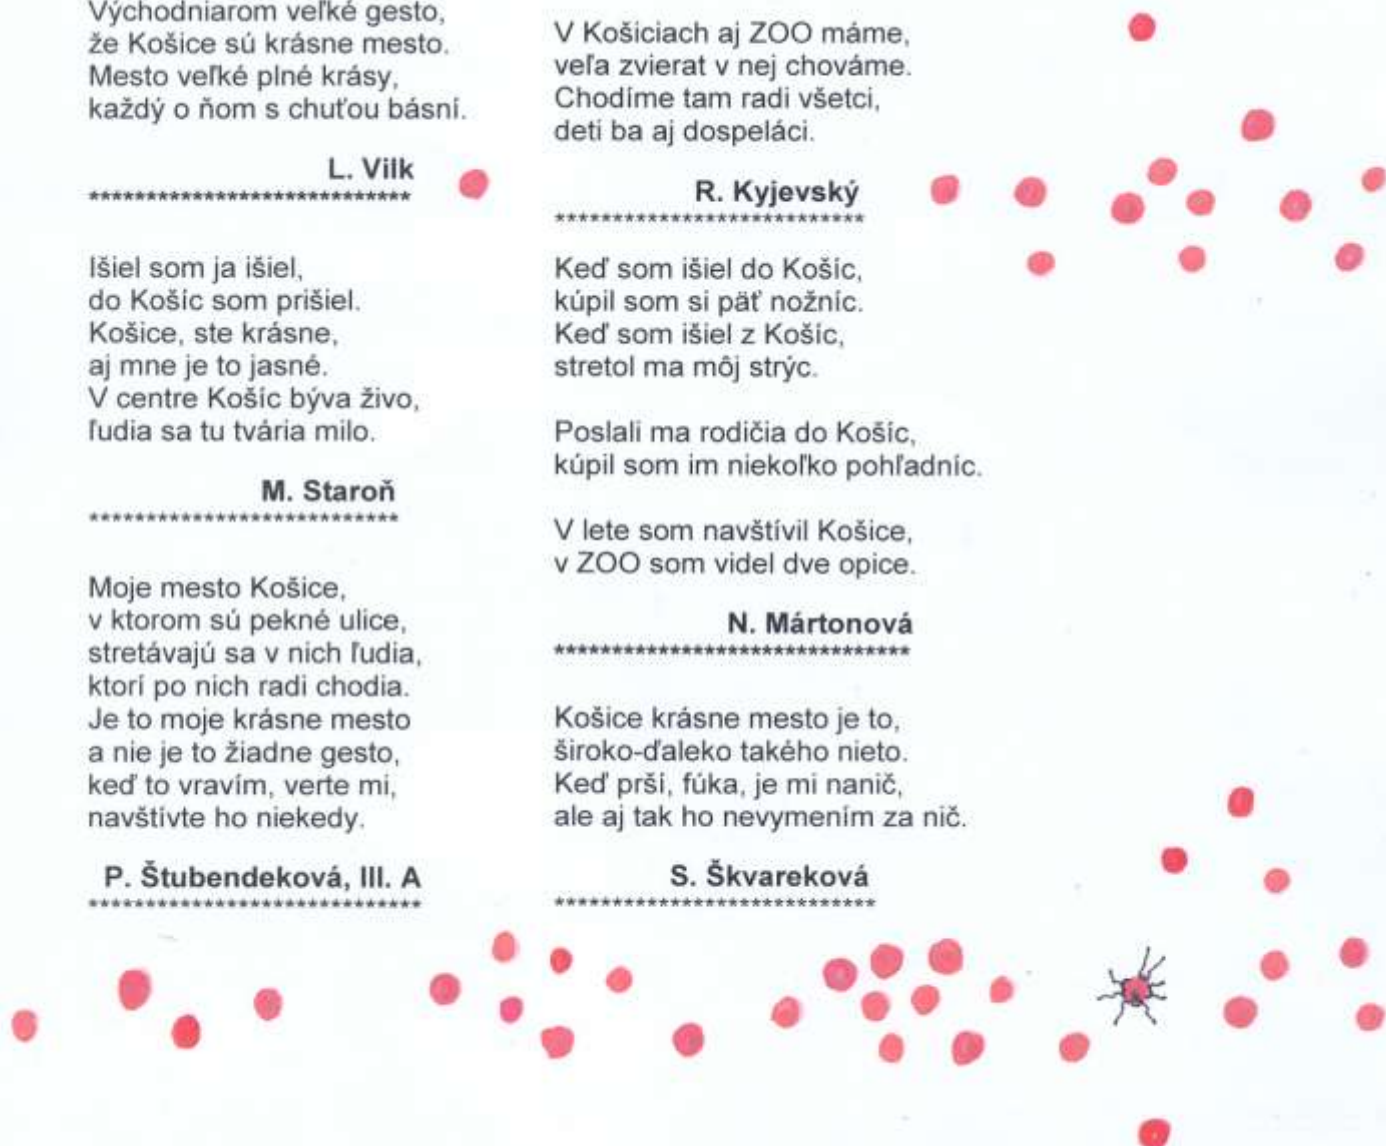 Východniarom veľké gesto,
že Košice sú krásne mesto.
Mesto veľké plné krásy,
každý o ňom s chuťou básní.
L. Vilk
****************************
Išiel som ja išiel,
do Košíc som prišiel.
Košice, ste krásne,
aj mne je to jasné.
V centre Košíc býva živo,
ľudia sa tu tvária milo.
M. Staroň
***************************
Moje mesto Košice,
v ktorom sú pekné ulice,
stretávajú sa v nich ľudia,
ktorí po nich radi chodia.
Je to moje krásne mesto
a nie je to žiadne gesto,
keď to vravím, verte mi,
navštívte ho niekedy.
P. Štubendeková, III. A
*****************************
V Košiciach aj ZOO máme,
veľa zvierat v nej chováme.
Chodíme tam radi všetci,
deti ba aj dospeláci.
R. Kyjevský
***************************
Keď som išiel do Košíc,
kúpil som si päť nožníc.
Keď som išiel z Košíc,
stretol ma môj strýc.
Poslali ma rodičia do Košíc,
kúpil som im niekoľko pohľadníc.
V lete som navštívil Košice,
v ZOO som videl dve opice.
N. Mártonová
*******************************
Košice krásne mesto je to,
široko-ďaleko takého nieto.
Keď prší, fúka, je mi nanič,
ale aj tak ho nevymením za nič.
S. Škvareková
****************************